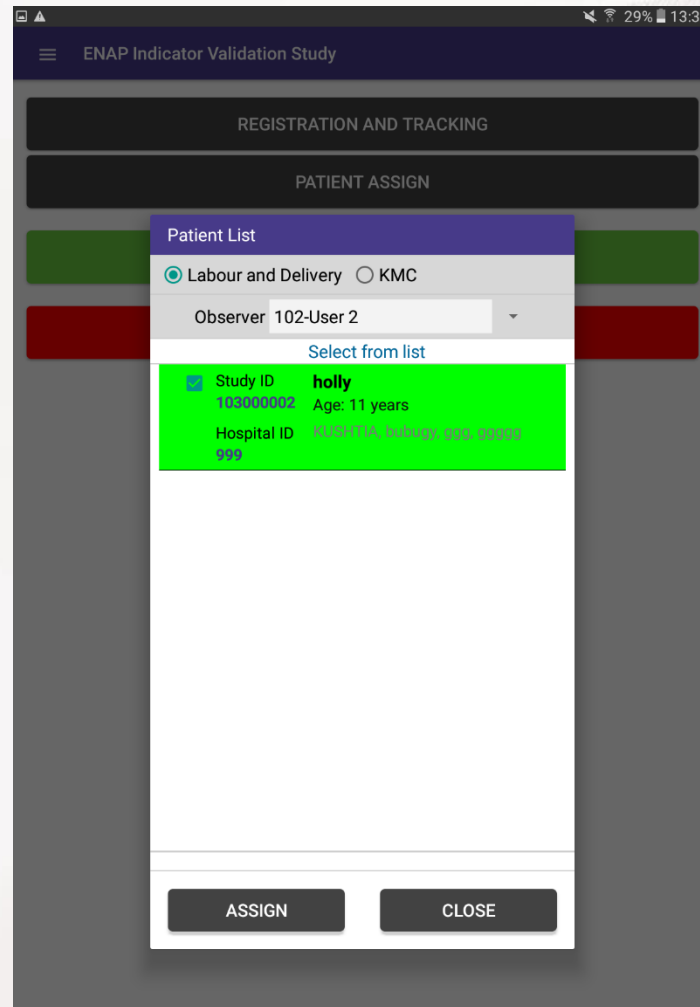 29% 13:3
ENAP Indicator Validation Study
REGISTRATION AND TRACKING
PATIENT ASSIGN
Patient List
Labour and Delivery KMC
Observer 102-User 2
Select from list
Study ID holly
103000002 Age: 11 years
Hospital ID KUSHTIA, bubugy, ggg, ggggg
999
ASSIGN CLOSE